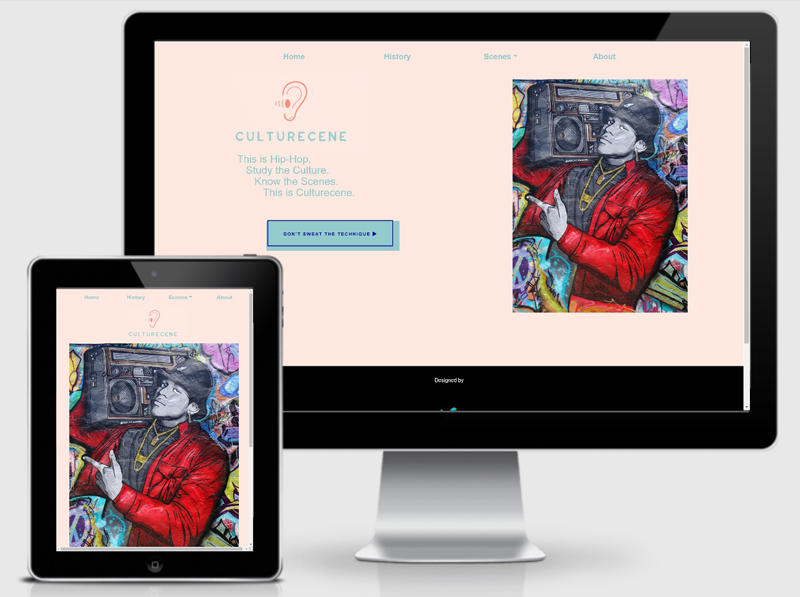 Home History Scenes About
CULTURECENE
This is Hip-Hop.
Study the Culture.
Know the Scenes.
This is Culturecene.
DON'T SWEAT THE TECHNIQUE
Designed by
Home History Scenes About
CULTURECENE